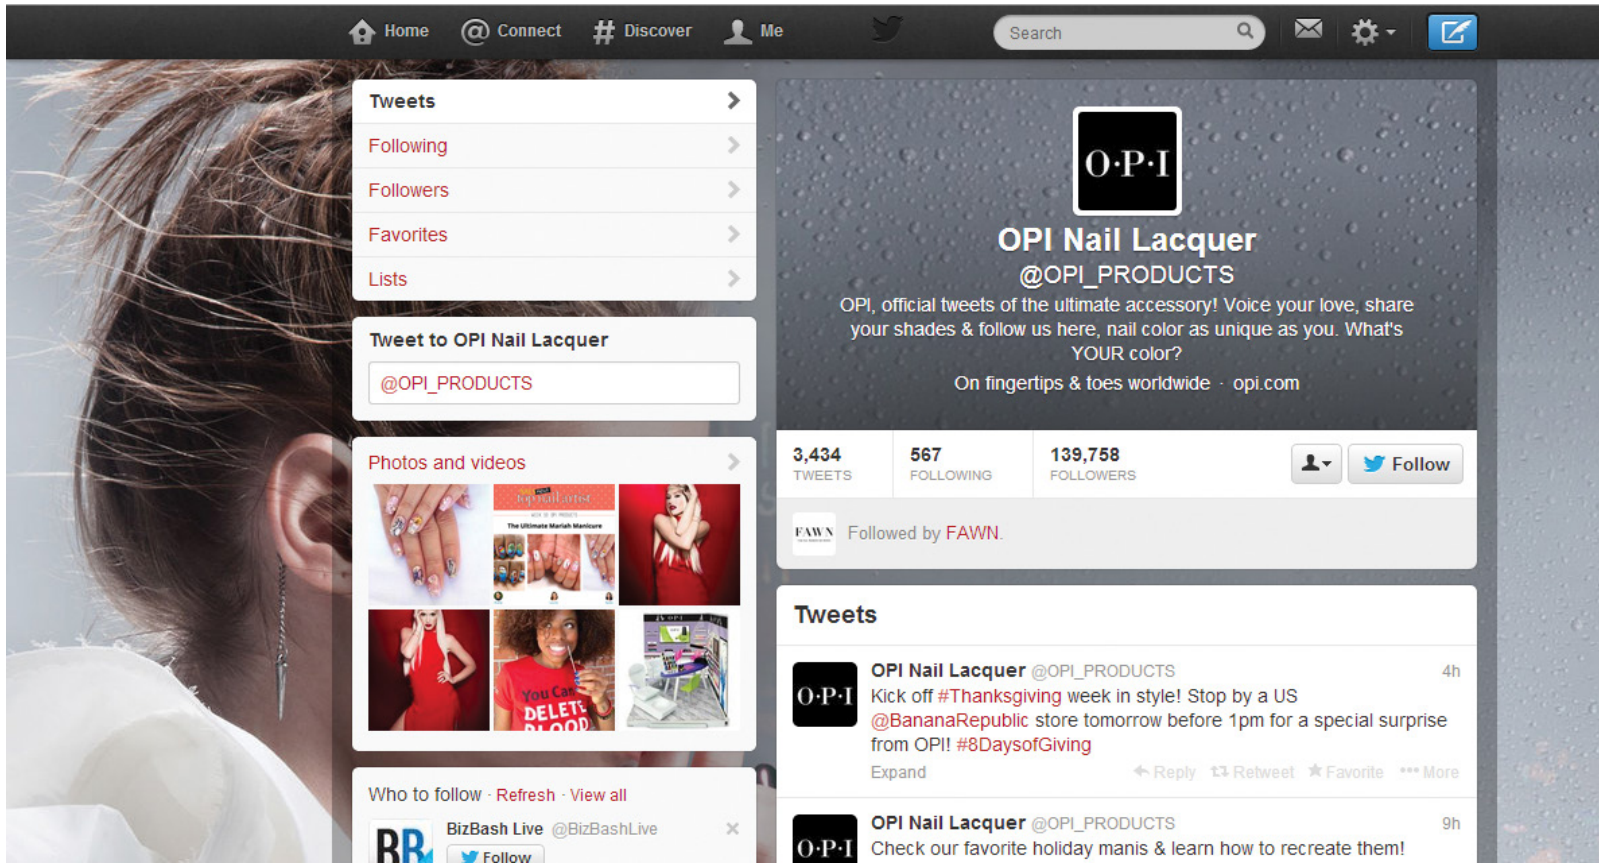 Home
Connect
Discover
Me
Search
Tweets
Following
Followers
Favorites
Lists
Tweet to OPI Nail Lacquer
@OPI_PRODUCTS
Photos and videos
top nail artist
The Ultimate Mariah Manicure
O·P·I
You Can
DELETE
BLOOD
Who to follow · Refresh · View all
BB
BizBash Live @BizBashLive
Follow
O·P·I
OPI Nail Lacquer
@OPI_PRODUCTS
OPI, official tweets of the ultimate accessory! Voice your love, share
your shades & follow us here, nail color as unique as you. What's
YOUR color?
On fingertips & toes worldwide · opi.com
3,434
TWEETS
567
FOLLOWING
139,758
FOLLOWERS
Follow
FAWN
Followed by FAWN.
Tweets
O·P·I
OPI Nail Lacquer @OPI_PRODUCTS 4h
Kick off #Thanksgiving week in style! Stop by a US
@BananaRepublic store tomorrow before 1pm for a special surprise
from OPI! #8DaysofGiving
Expand Reply Retweet Favorite More
O·P·I
OPI Nail Lacquer @OPI_PRODUCTS 9h
Check our favorite holiday manis & learn how to recreate them!